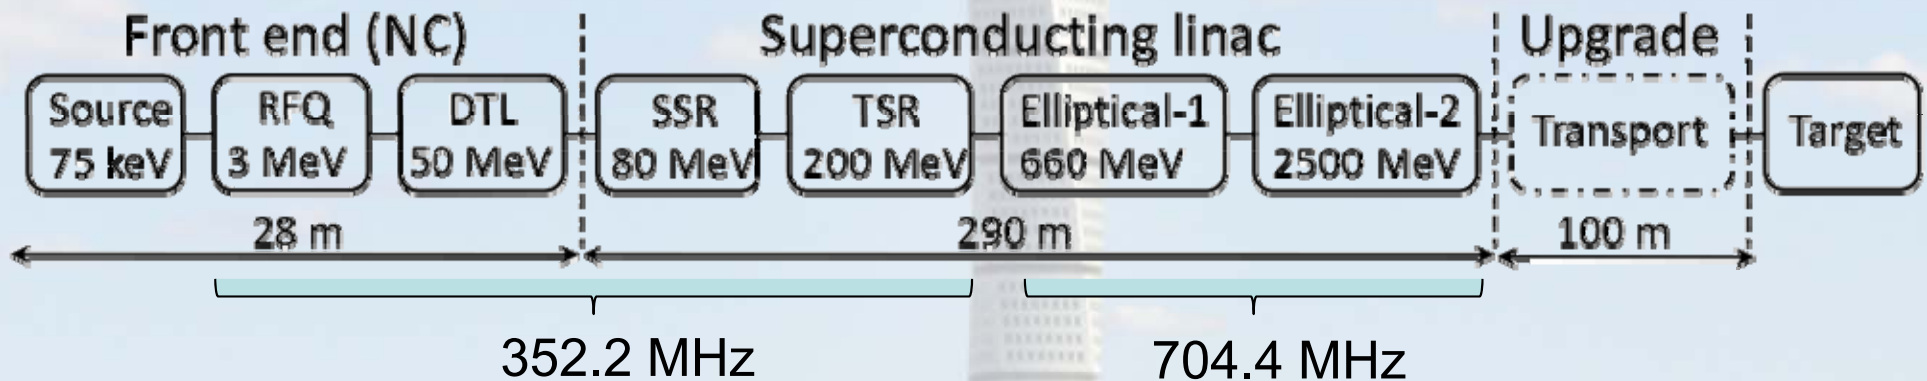 Front end (NC)
Superconducting linac
Upgrade
Source
75 keV
RFQ
3 MeV
DTL
50 MeV
SSR
80 MeV
TSR
200 MeV
Elliptical-1
660 MeV
Elliptical-2
2500 MeV
Transport
Target
28 m
290 m
100 m
352.2 MHz
704.4 MHz